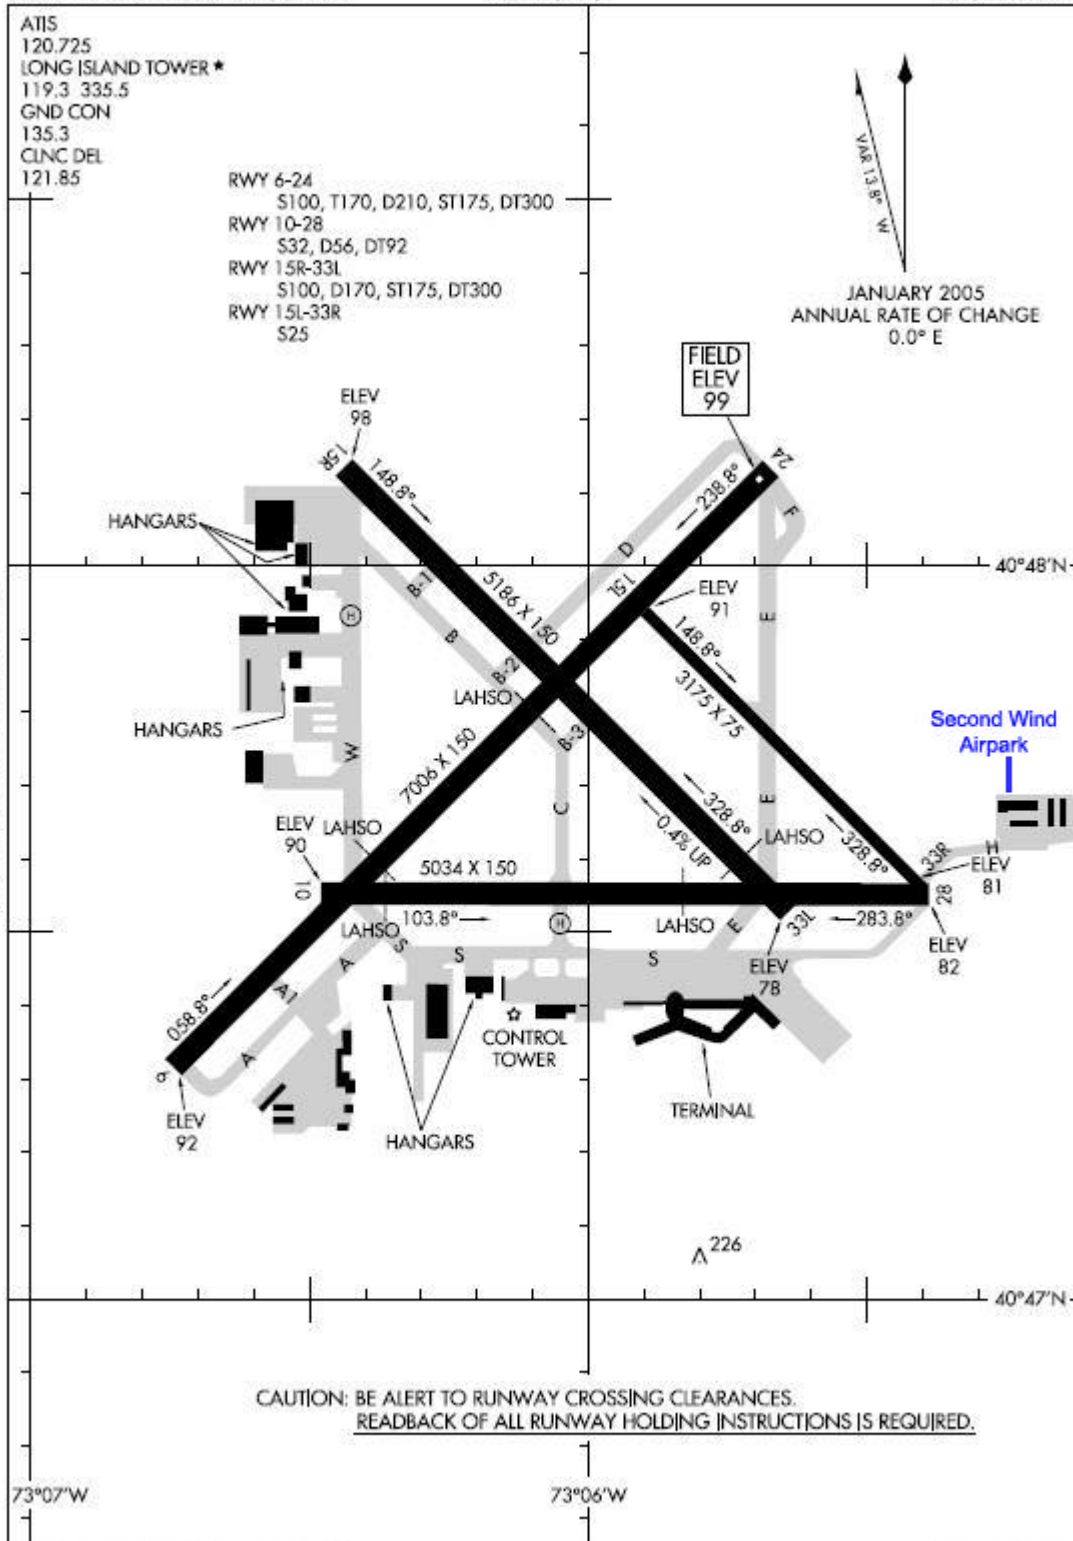 ATIS
120.725
LONG ISLAND TOWER ★
119.3 335.5
GND CON
135.3
CLNC DEL
121.85
RWY 6-24
S100, T170, D210, ST175, DT300
RWY 10-28
S32, D56, DT92
RWY 15R-33L
S100, D170, ST175, DT300
RWY 15L-33R
S25
VAR 13.8° W
JANUARY 2005
ANNUAL RATE OF CHANGE
0.0° E
FIELD
ELEV
99
ELEV
98
15R
148.8°
24
238.8°
F
HANGARS
D
40°48'N
B-1
5186 X 150
15L
ELEV
91
H
B
E
148.8°
B-2
3175 X 75
LAHSO
HANGARS
B-3
Second Wind
Airpark
W
7006 X 150
C
E
328.8°
0.4% UP
ELEV
90
LAHSO
LAHSO
328.8°
33R
H
ELEV
81
10
5034 X 150
28
103.8°
H
LAHSO
S
A
S
LAHSO
E
33L
283.8°
ELEV
82
S
ELEV
78
058.8°
A1
A
CONTROL
TOWER
6
ELEV
92
HANGARS
TERMINAL
226
40°47'N
CAUTION: BE ALERT TO RUNWAY CROSSING CLEARANCES.
READBACK OF ALL RUNWAY HOLDING INSTRUCTIONS IS REQUIRED.
73°07'W
73°06'W